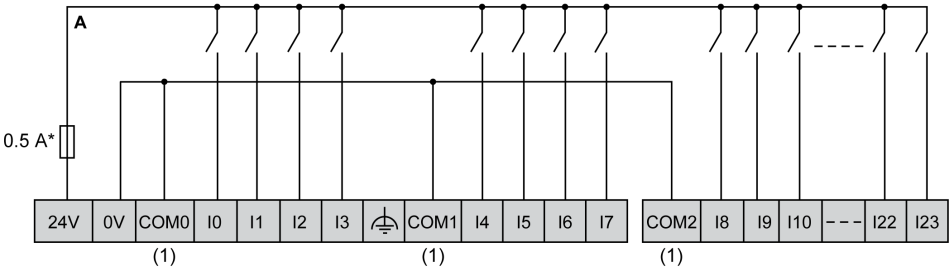 A
0.5 A*
24V 0V COM0 I0 I1 I2 I3 COM1 I4 I5 I6 I7 COM2 I8 I9 I10 I22 I23
(1) (1) (1)